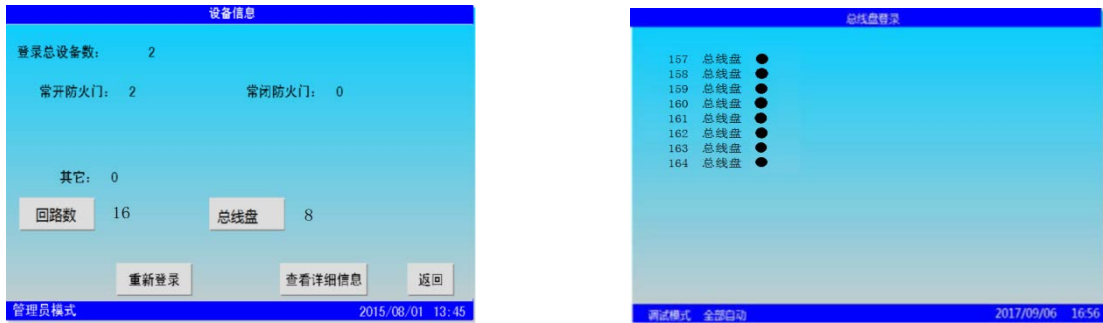 设备信息
登录总设备数： 2
常开防火门： 2 常闭防火门： 0
其它： 0
回路数 16 总线盘 8
重新登录 查看详细信息 返回
管理员模式 2015/08/01 13:45
总线盘登录
157 总线盘
158 总线盘
159 总线盘
160 总线盘
161 总线盘
162 总线盘
163 总线盘
164 总线盘
调试模式 全部自动 2017/09/06 16:56